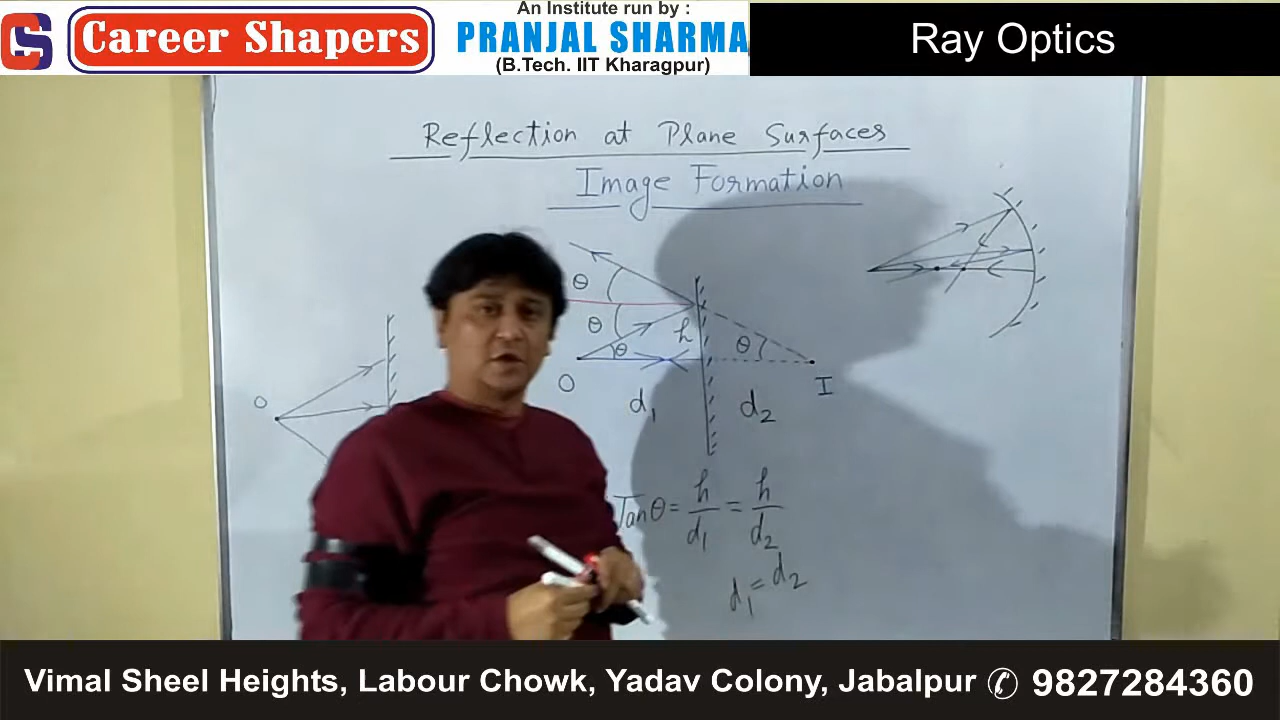 An Institute run by :
CS Career Shapers
PRANJAL SHARMA
(B.Tech. IIT Kharagpur)
Ray Optics
Reflection at Plane Surfaces
Image Formation
θ
θ
h
θ
θ
O
I
O
d₁
d₂
Tanθ = h/d₁ = h/d₂
d₁ = d₂
Vimal Sheel Heights, Labour Chowk, Yadav Colony, Jabalpur ✆ 9827284360